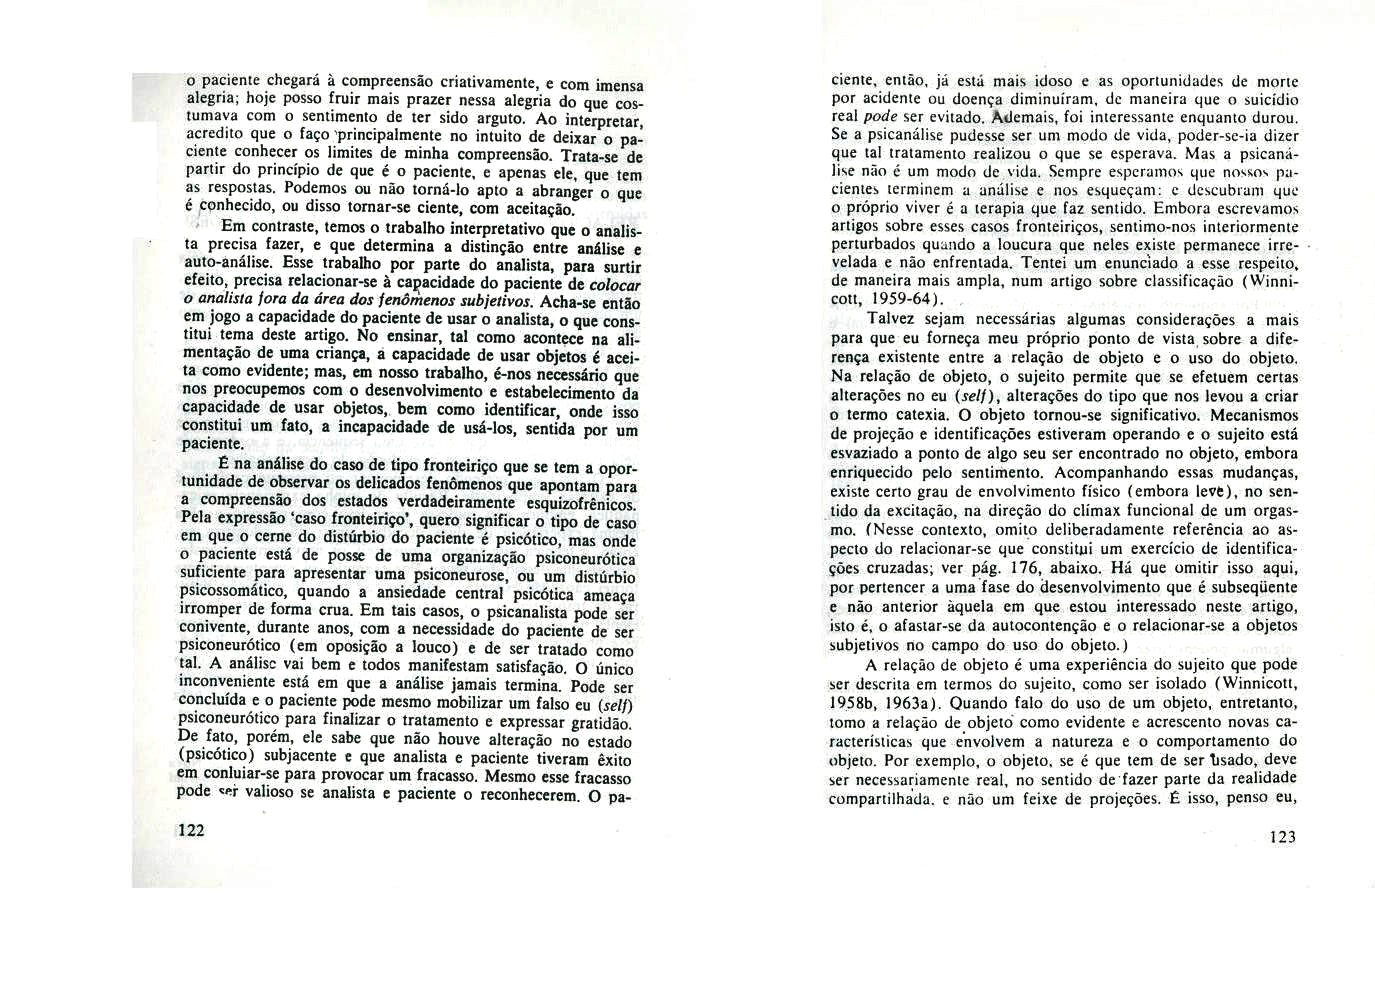 o paciente chegará à compreensão criativamente, e com imensa
alegria; hoje posso fruir mais prazer nessa alegria do que cos-
tumava com o sentimento de ter sido arguto. Ao interpretar,
acredito que o faço principalmente no intuito de deixar o pa-
ciente conhecer os limites de minha compreensão. Trata-se de
partir do princípio de que é o paciente, e apenas ele, que tem
as respostas. Podemos ou não torná-lo apto a abranger o que
é conhecido, ou disso tornar-se ciente, com aceitação.
Em contraste, temos o trabalho interpretativo que o analis-
ta precisa fazer, e que determina a distinção entre análise e
auto-análise. Esse trabalho por parte do analista, para surtir
efeito, precisa relacionar-se à capacidade do paciente de colocar
o analista fora da área dos fenômenos subjetivos. Acha-se então
em jogo a capacidade do paciente de usar o analista, o que cons-
titui tema deste artigo. No ensinar, tal como acontece na ali-
mentação de uma criança, a capacidade de usar objetos é acei-
ta como evidente; mas, em nosso trabalho, é-nos necessário que
nos preocupemos com o desenvolvimento e estabelecimento da
capacidade de usar objetos, bem como identificar, onde isso
constitui um fato, a incapacidade de usá-los, sentida por um
paciente.
É na análise do caso de tipo fronteiriço que se tem a opor-
tunidade de observar os delicados fenômenos que apontam para
a compreensão dos estados verdadeiramente esquizofrênicos.
Pela expressão 'caso fronteiriço', quero significar o tipo de caso
em que o cerne do distúrbio do paciente é psicótico, mas onde
o paciente está de posse de uma organização psiconeurótica
suficiente para apresentar uma psiconeurose, ou um distúrbio
psicossomático, quando a ansiedade central psicótica ameaça
irromper de forma crua. Em tais casos, o psicanalista pode ser
conivente, durante anos, com a necessidade do paciente de ser
psiconeurótico (em oposição a louco) e de ser tratado como
tal. A análise vai bem e todos manifestam satisfação. O único
inconveniente está em que a análise jamais termina. Pode ser
concluída e o paciente pode mesmo mobilizar um falso eu (self)
psiconeurótico para finalizar o tratamento e expressar gratidão.
De fato, porém, ele sabe que não houve alteração no estado
(psicótico) subjacente e que analista e paciente tiveram êxito
em conluiar-se para provocar um fracasso. Mesmo esse fracasso
pode ser valioso se analista e paciente o reconhecerem. O pa-
122
ciente, então, já está mais idoso e as oportunidades de morte
por acidente ou doença diminuíram, de maneira que o suicídio
real pode ser evitado. Ademais, foi interessante enquanto durou.
Se a psicanálise pudesse ser um modo de vida, poder-se-ia dizer
que tal tratamento realizou o que se esperava. Mas a psicaná-
lise não é um modo de vida. Sempre esperamos que nossos pa-
cientes terminem a análise e nos esqueçam; e descubram que
o próprio viver é a terapia que faz sentido. Embora escrevamos
artigos sobre esses casos fronteiriços, sentimo-nos interiormente
perturbados quando a loucura que neles existe permanece irre-
velada e não enfrentada. Tentei um enunciado a esse respeito,
de maneira mais ampla, num artigo sobre classificação (Winni-
cott, 1959-64).
Talvez sejam necessárias algumas considerações a mais
para que eu forneça meu próprio ponto de vista sobre a dife-
rença existente entre a relação de objeto e o uso do objeto.
Na relação de objeto, o sujeito permite que se efetuem certas
alterações no eu (self), alterações do tipo que nos levou a criar
o termo catexia. O objeto tornou-se significativo. Mecanismos
de projeção e identificações estiveram operando e o sujeito está
esvaziado a ponto de algo seu ser encontrado no objeto, embora
enriquecido pelo sentimento. Acompanhando essas mudanças,
existe certo grau de envolvimento físico (embora leve), no sen-
tido da excitação, na direção do clímax funcional de um orgas-
mo. (Nesse contexto, omito deliberadamente referência ao as-
pecto do relacionar-se que constitui um exercício de identifica-
ções cruzadas; ver pág. 176, abaixo. Há que omitir isso aqui,
por pertencer a uma fase do desenvolvimento que é subseqüente
e não anterior àquela em que estou interessado neste artigo,
isto é, o afastar-se da autocontenção e o relacionar-se a objetos
subjetivos no campo do uso do objeto.)
A relação de objeto é uma experiência do sujeito que pode
ser descrita em termos do sujeito, como ser isolado (Winnicott,
1958b, 1963a). Quando falo do uso de um objeto, entretanto,
tomo a relação de objeto como evidente e acrescento novas ca-
racterísticas que envolvem a natureza e o comportamento do
objeto. Por exemplo, o objeto, se é que tem de ser usado, deve
ser necessariamente real, no sentido de fazer parte da realidade
compartilhada, e não um feixe de projeções. É isso, penso eu,
123